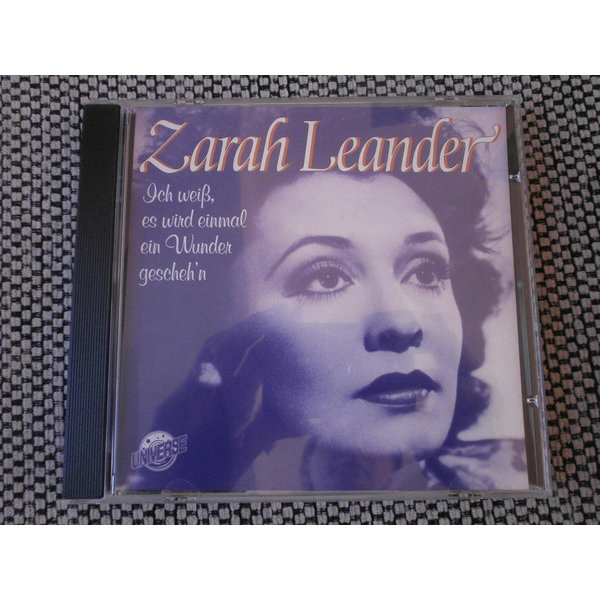 Zarah Leander
Ich weiß,
es wird einmal
ein Wunder
gescheh'n
UNIVERSE